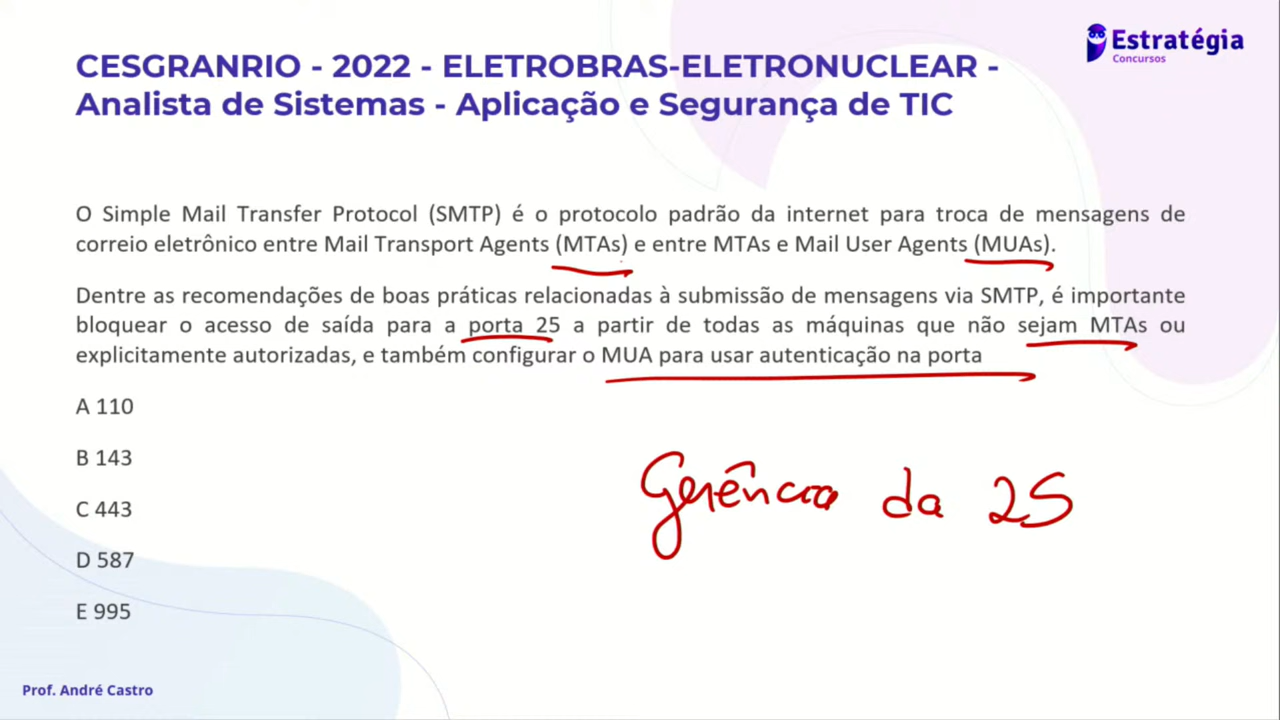 Estratégia
Concursos
CESGRANRIO - 2022 - ELETROBRAS-ELETRONUCLEAR -
Analista de Sistemas - Aplicação e Segurança de TIC
O Simple Mail Transfer Protocol (SMTP) é o protocolo padrão da internet para troca de mensagens de
correio eletrônico entre Mail Transport Agents (MTAs) e entre MTAs e Mail User Agents (MUAs).
Dentre as recomendações de boas práticas relacionadas à submissão de mensagens via SMTP, é importante
bloquear o acesso de saída para a porta 25 a partir de todas as máquinas que não sejam MTAs ou
explicitamente autorizadas, e também configurar o MUA para usar autenticação na porta
A 110
B 143
C 443
D 587
E 995
Gerência da 25
Prof. André Castro